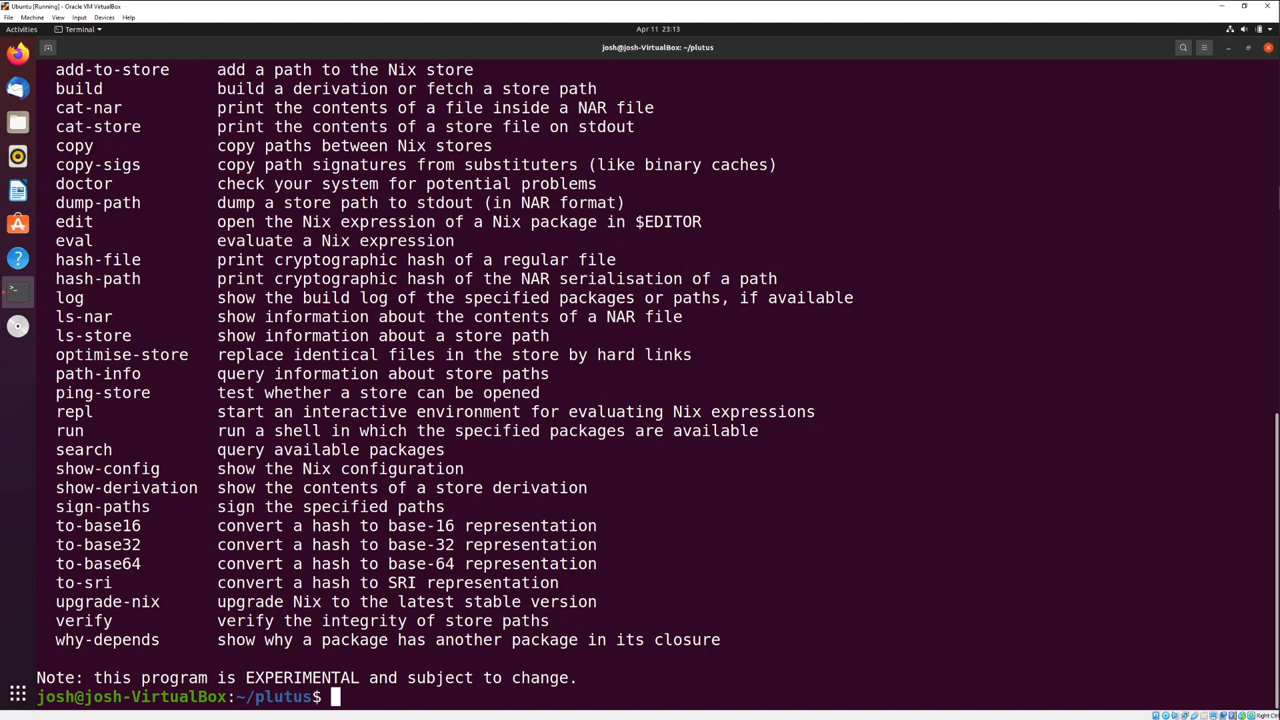 Ubuntu [Running] - Oracle VM VirtualBox
File Machine View Input Devices Help
Activities Terminal Apr 11 23:13
josh@josh-VirtualBox: ~/plutus
add-to-store add a path to the Nix store
build build a derivation or fetch a store path
cat-nar print the contents of a file inside a NAR file
cat-store print the contents of a store file on stdout
copy copy paths between Nix stores
copy-sigs copy path signatures from substituters (like binary caches)
doctor check your system for potential problems
dump-path dump a store path to stdout (in NAR format)
edit open the Nix expression of a Nix package in $EDITOR
eval evaluate a Nix expression
hash-file print cryptographic hash of a regular file
hash-path print cryptographic hash of the NAR serialisation of a path
log show the build log of the specified packages or paths, if available
ls-nar show information about the contents of a NAR file
ls-store show information about a store path
optimise-store replace identical files in the store by hard links
path-info query information about store paths
ping-store test whether a store can be opened
repl start an interactive environment for evaluating Nix expressions
run run a shell in which the specified packages are available
search query available packages
show-config show the Nix configuration
show-derivation show the contents of a store derivation
sign-paths sign the specified paths
to-base16 convert a hash to base-16 representation
to-base32 convert a hash to base-32 representation
to-base64 convert a hash to base-64 representation
to-sri convert a hash to SRI representation
upgrade-nix upgrade Nix to the latest stable version
verify verify the integrity of store paths
why-depends show why a package has another package in its closure
Note: this program is EXPERIMENTAL and subject to change.
josh@josh-VirtualBox:~/plutus$
Right Ctrl